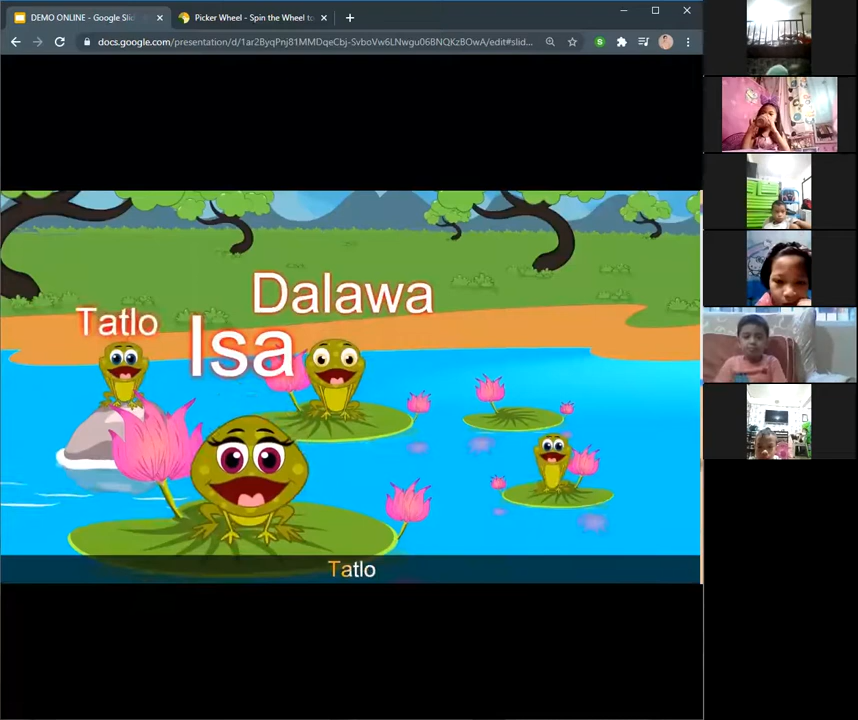 DEMO ONLINE - Google Slid
Picker Wheel - Spin the Wheel to
docs.google.com/presentation/d/1ar2ByqPnj81MMDqeCbj-SvboVw6LNwgu06BNQKzBOwA/edit#slid...
Dalawa
Tatlo
Isa
Tatlo